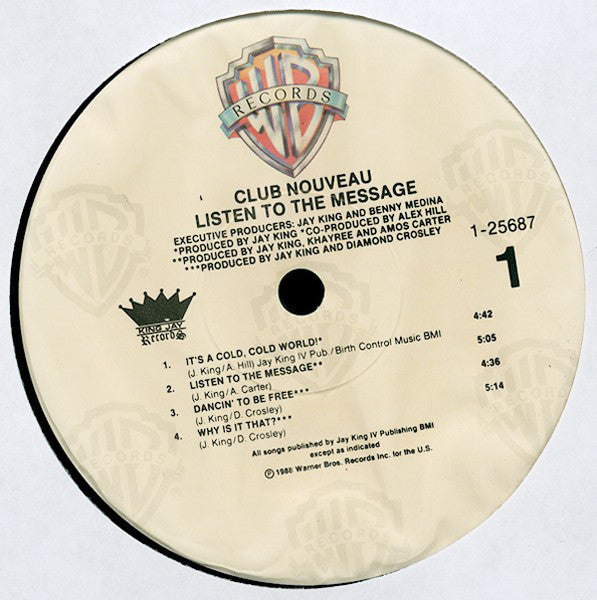 WB
RECORDS
CLUB NOUVEAU
LISTEN TO THE MESSAGE
EXECUTIVE PRODUCERS: JAY KING AND BENNY MEDINA
*PRODUCED BY JAY KING *CO-PRODUCED BY ALEX HILL
**PRODUCED BY JAY KING, KHAYREE AND AMOS CARTER
***PRODUCED BY JAY KING AND DIAMOND CROSLEY
1-25687
1
KING JAY
Records
1. IT'S A COLD, COLD WORLD!* 4:42
(J. King/A. Hill) Jay King IV Pub./Birth Control Music BMI
2. LISTEN TO THE MESSAGE** 5:05
(J. King/A. Carter)
3. DANCIN' TO BE FREE*** 4:36
(J. King/D. Crosley)
4. WHY IS IT THAT?*** 5:14
(J. King/D. Crosley)
All songs published by Jay King IV Publishing BMI
except as indicated
℗ 1988 Warner Bros. Records Inc. for the U.S.